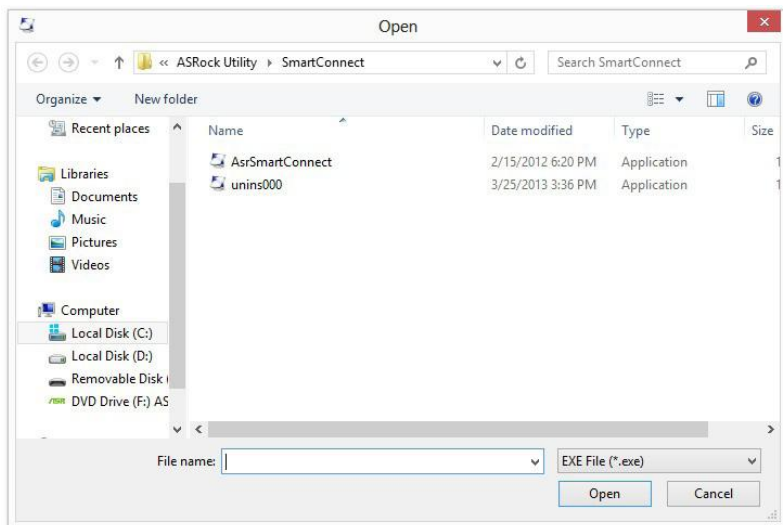 Open
« ASRock Utility SmartConnect
Search SmartConnect
Organize New folder
Name Date modified Type Size
AsrSmartConnect 2/15/2012 6:20 PM Application 1
unins000 3/25/2013 3:36 PM Application 1
Recent places
Libraries
Documents
Music
Pictures
Videos
Computer
Local Disk (C:)
Local Disk (D:)
Removable Disk (
DVD Drive (F:) AS
File name:
EXE File (*.exe)
Open Cancel